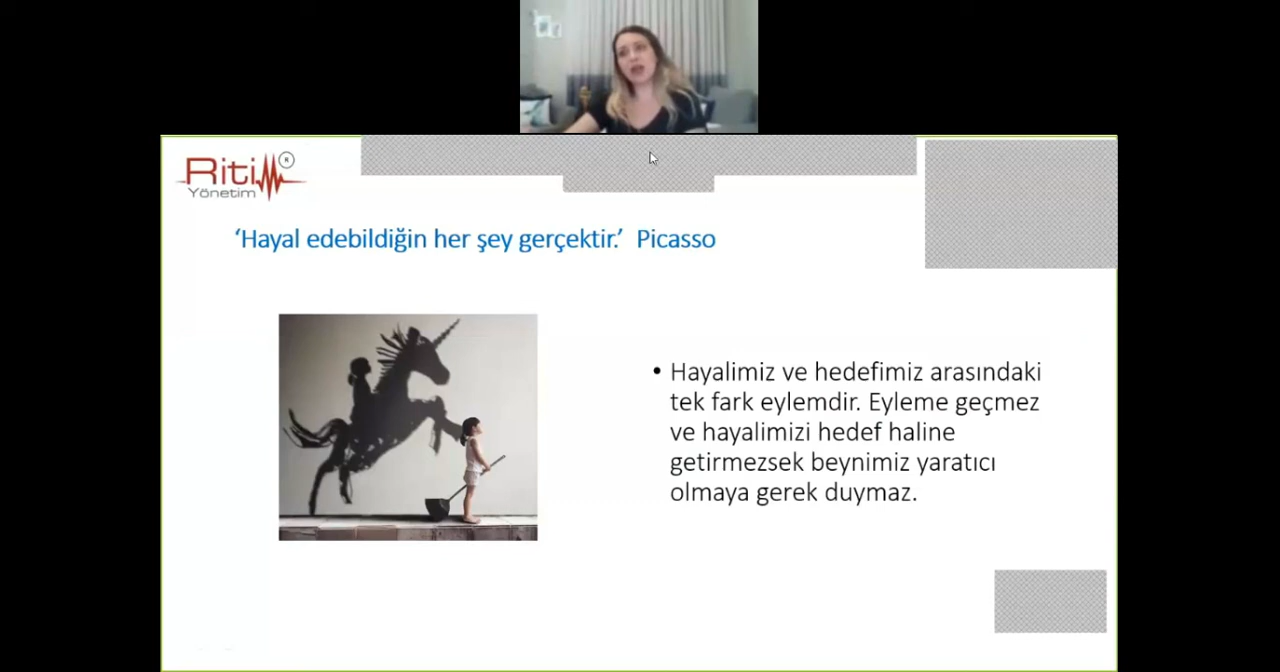 Ritim ®
Yönetim
‘Hayal edebildiğin her şey gerçektir.’ Picasso
• Hayalimiz ve hedefimiz arasındaki
tek fark eylemdir. Eyleme geçmez
ve hayalimizi hedef haline
getirmezsek beynimiz yaratıcı
olmaya gerek duymaz.